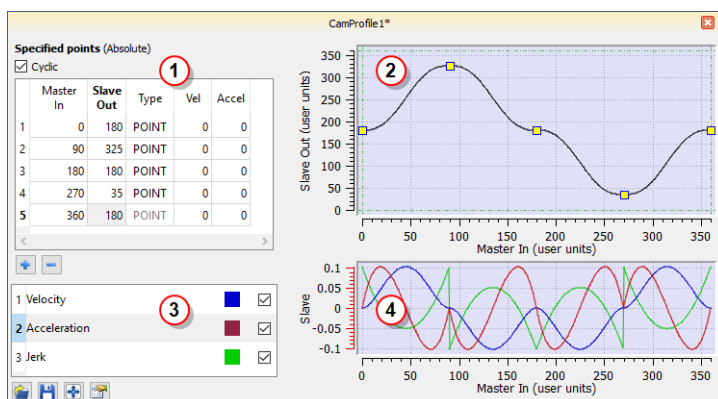 CamProfile1*
Specified points (Absolute)
Cyclic
1
Master In Slave Out Type Vel Accel
1 0 180 POINT 0 0
2 90 325 POINT 0 0
3 180 180 POINT 0 0
4 270 35 POINT 0 0
5 360 180 POINT 0 0
1 Velocity
2 Acceleration
3 Jerk
3
2
Slave Out (user units)
350
300
250
200
150
100
50
0
0 50 100 150 200 250 300 350
Master In (user units)
4
Slave
0.1
0.05
0
-0.05
-0.1
0 50 100 150 200 250 300 350
Master In (user units)